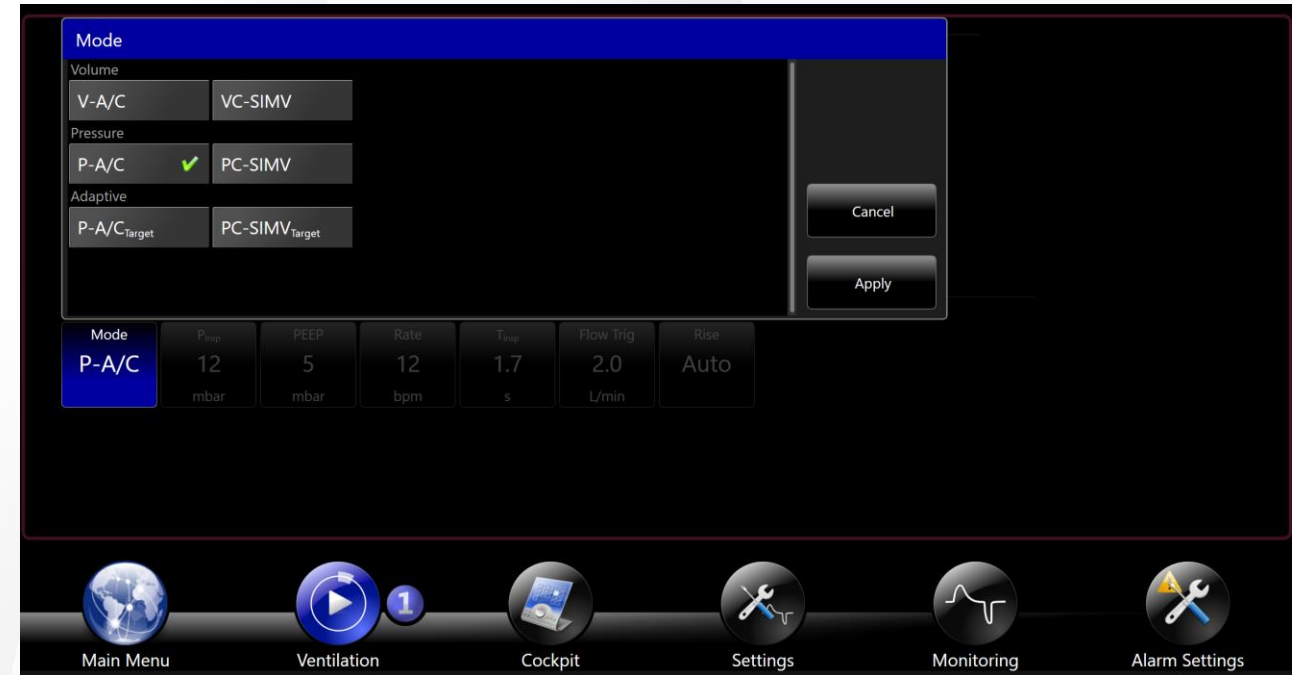 Mode
Volume
V-A/C VC-SIMV
Pressure
P-A/C PC-SIMV
Adaptive
P-A/CTarget PC-SIMVTarget
Cancel
Apply
Mode Pinsp PEEP Rate Tinsp Flow Trig Rise
P-A/C 12 5 12 1.7 2.0 Auto
mbar mbar bpm s L/min
1
Main Menu Ventilation Cockpit Settings Monitoring Alarm Settings